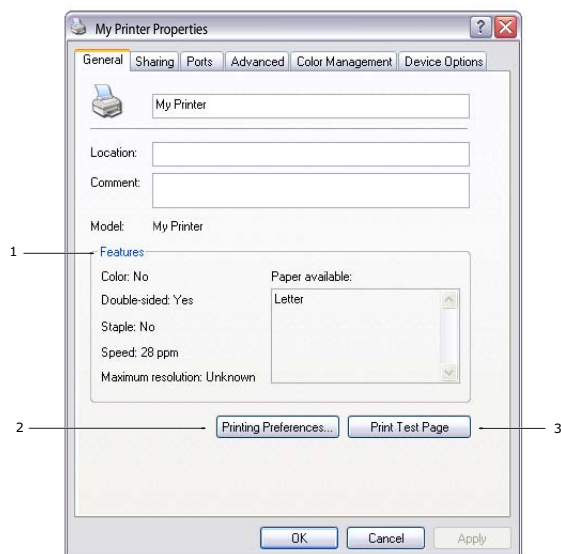 My Printer Properties
?
General Sharing Ports Advanced Color Management Device Options
My Printer
Location:
Comment:
Model: My Printer
1
Features
Color: No Paper available:
Double-sided: Yes Letter
Staple: No
Speed: 28 ppm
Maximum resolution: Unknown
2 Printing Preferences... Print Test Page 3
OK Cancel Apply